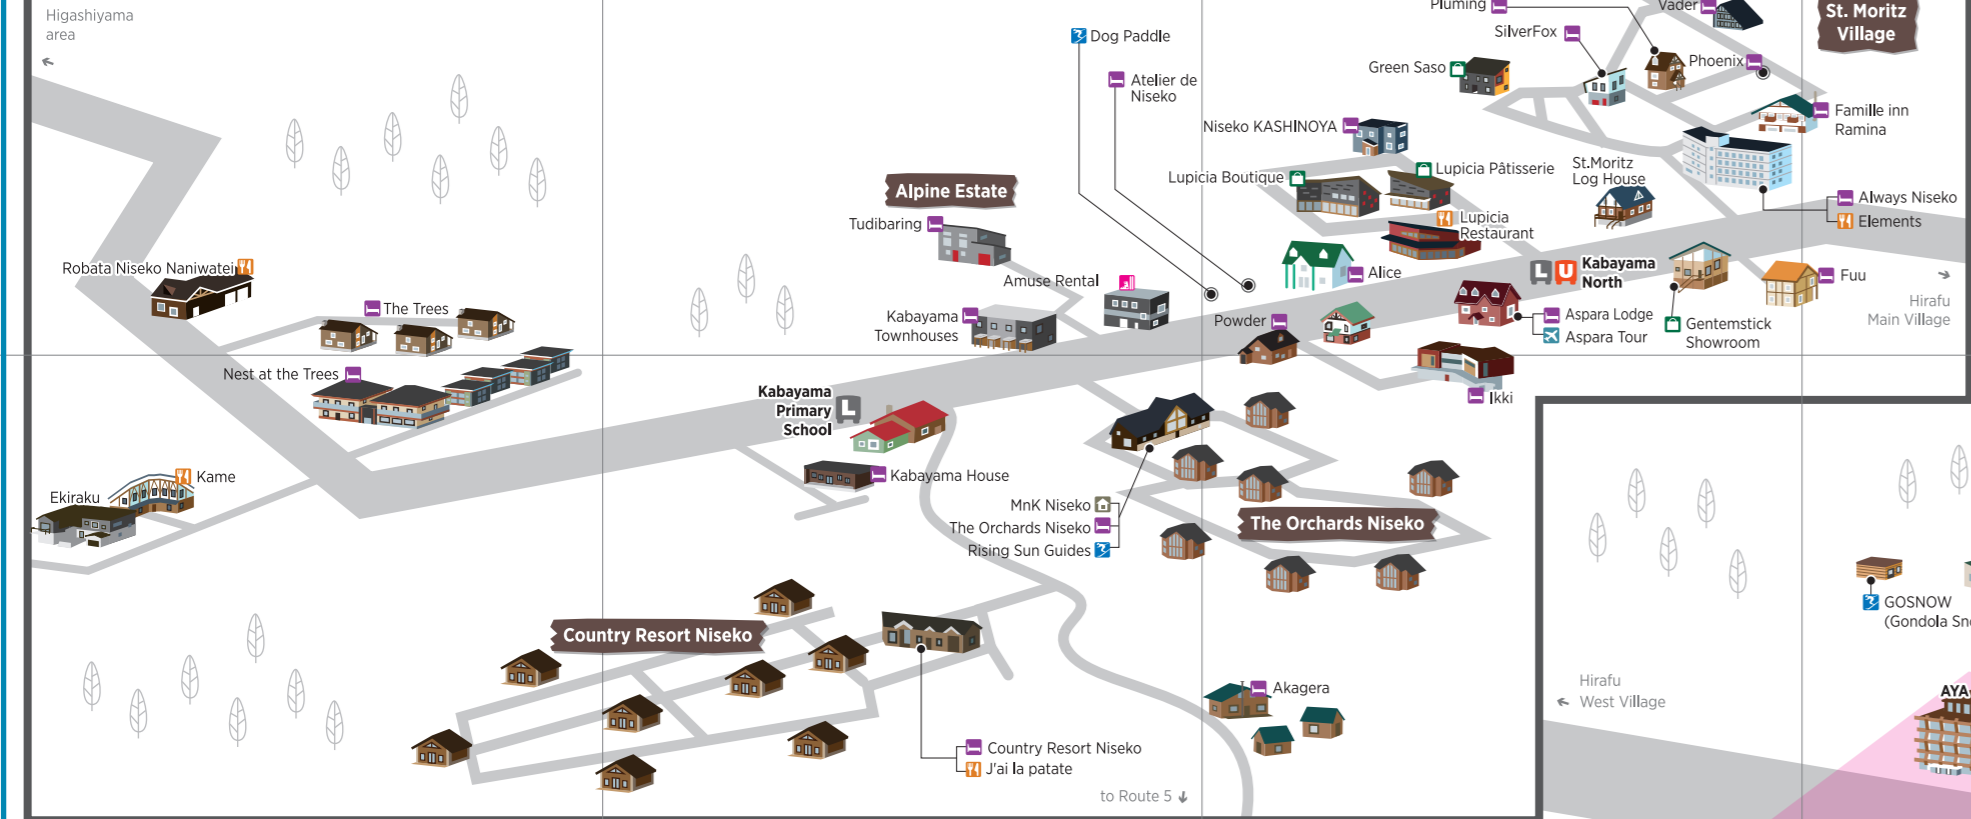 Higashiyama
area
Dog Paddle
Atelier de
Niseko
Pluming
Vader
St. Moritz
Village
SilverFox
Green Saso
Phoenix
Niseko KASHINOYA
Famille inn
Ramina
Lupicia Boutique
Lupicia Pâtisserie
St.Moritz
Log House
Alpine Estate
Tudibaring
Lupicia
Restaurant
Always Niseko
Elements
Robata Niseko Naniwatei
Amuse Rental
Alice
L U Kabayama
North
Fuu
The Trees
Kabayama
Townhouses
Powder
Aspara Lodge
Aspara Tour
Gentemstick
Showroom
Hirafu
Main Village
Nest at the Trees
Kabayama
Primary
School
L
Ikki
Kame
Ekiraku
Kabayama House
MnK Niseko
The Orchards Niseko
Rising Sun Guides
The Orchards Niseko
GOSNOW
(Gondola Sno
Country Resort Niseko
Akagera
Hirafu
West Village
AYA
Country Resort Niseko
J'ai la patate
to Route 5